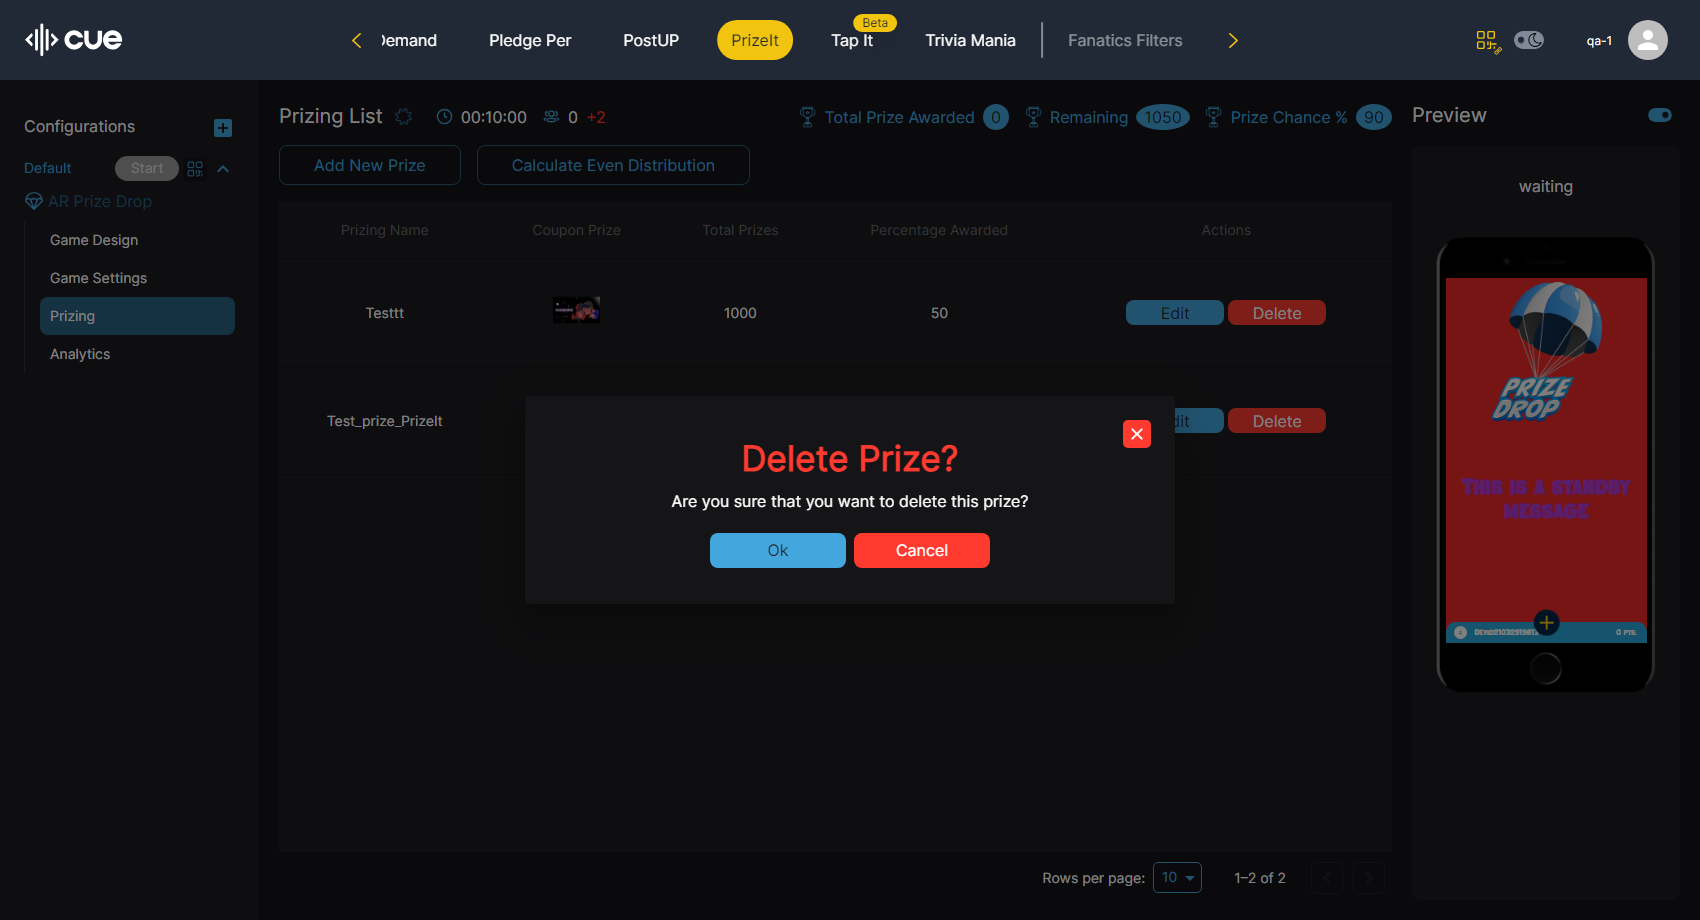 cue
Demand
Pledge Per
PostUP
PrizeIt
Beta
Tap It
Trivia Mania
Fanatics Filters
qa-1
Configurations
Default
Start
AR Prize Drop
Game Design
Game Settings
Prizing
Analytics
Prizing List
00:10:00
0 +2
Total Prize Awarded 0
Remaining 1050
Prize Chance % 90
Add New Prize
Calculate Even Distribution
Prizing Name Coupon Prize Total Prizes Percentage Awarded Actions
Testtt 1000 50 Edit Delete
Test_prize_PrizeIt dit Delete
Delete Prize?
Are you sure that you want to delete this prize?
Ok Cancel
Rows per page: 10 1–2 of 2
Preview
waiting
PRIZE
DROP
This is a standby
message
0 pts.